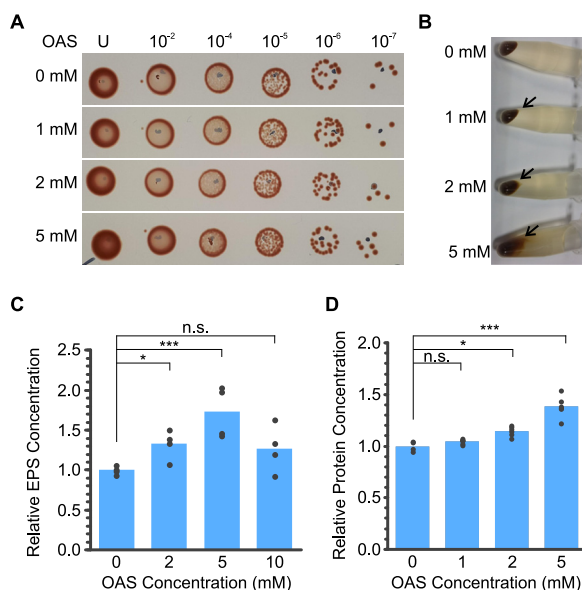 A
OAS U 10⁻² 10⁻⁴ 10⁻⁵ 10⁻⁶ 10⁻⁷
0 mM
1 mM
2 mM
5 mM
B
0 mM
1 mM
2 mM
5 mM
C
n.s.
***
*
2.5
2.0
1.5
1.0
0.5
0.0
Relative EPS Concentration
0 2 5 10
OAS Concentration (mM)
D
***
*
n.s.
2.0
1.5
1.0
0.5
0.0
Relative Protein Concentration
0 1 2 5
OAS Concentration (mM)